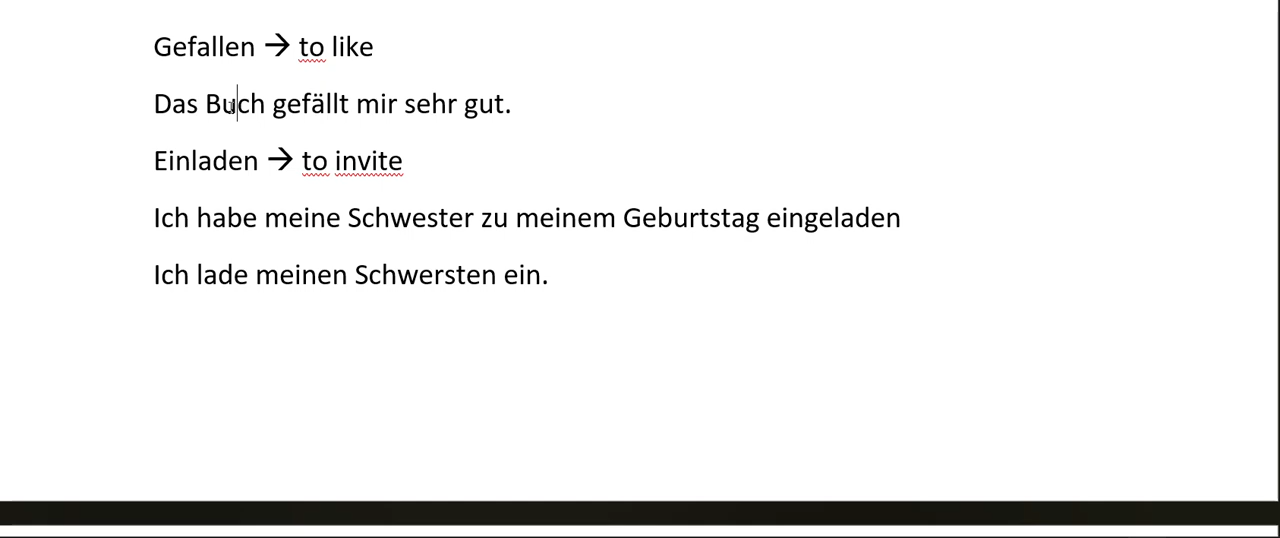 Gefallen → to like
Das Buch gefällt mir sehr gut.
Einladen → to invite
Ich habe meine Schwester zu meinem Geburtstag eingeladen
Ich lade meinen Schwersten ein.